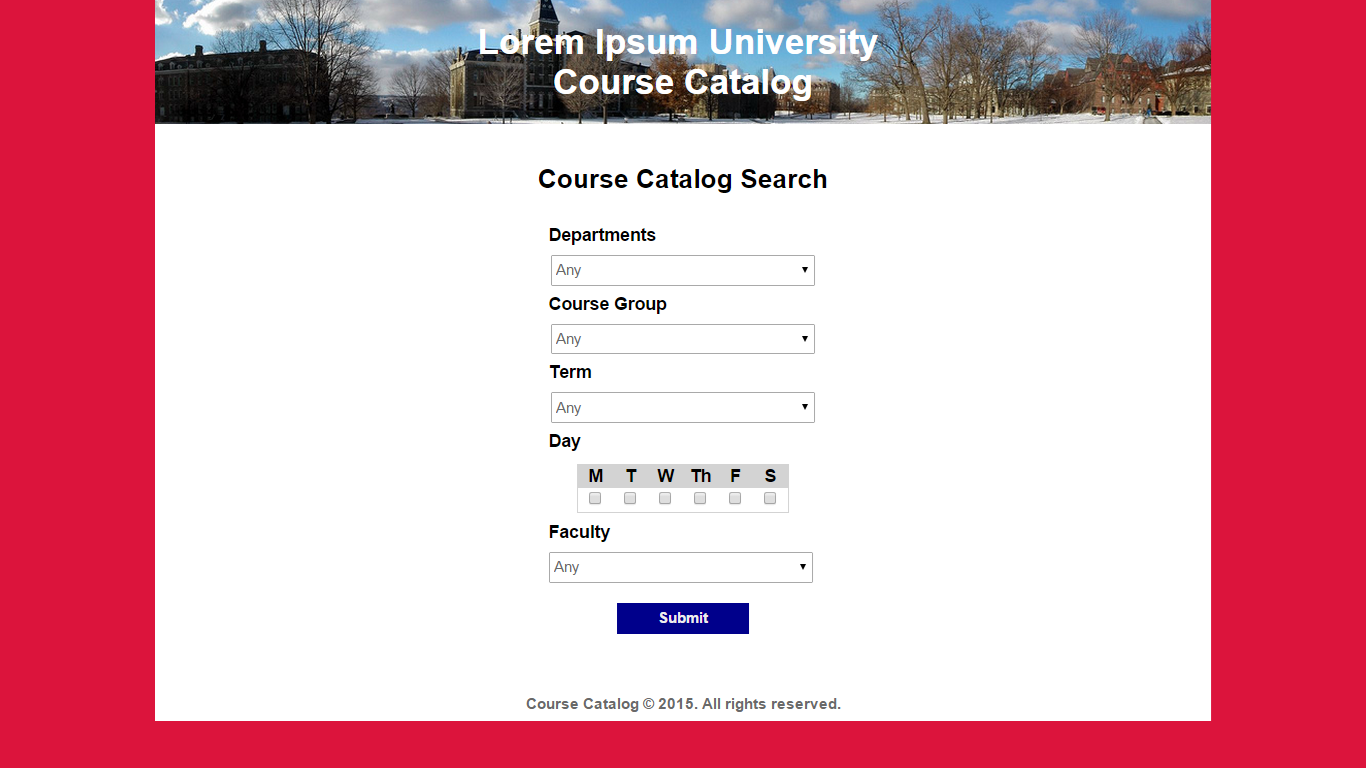 Lorem Ipsum University
Course Catalog
Course Catalog Search
Departments
Any
Course Group
Any
Term
Any
Day
M T W Th F S
Faculty
Any
Submit
Course Catalog © 2015. All rights reserved.